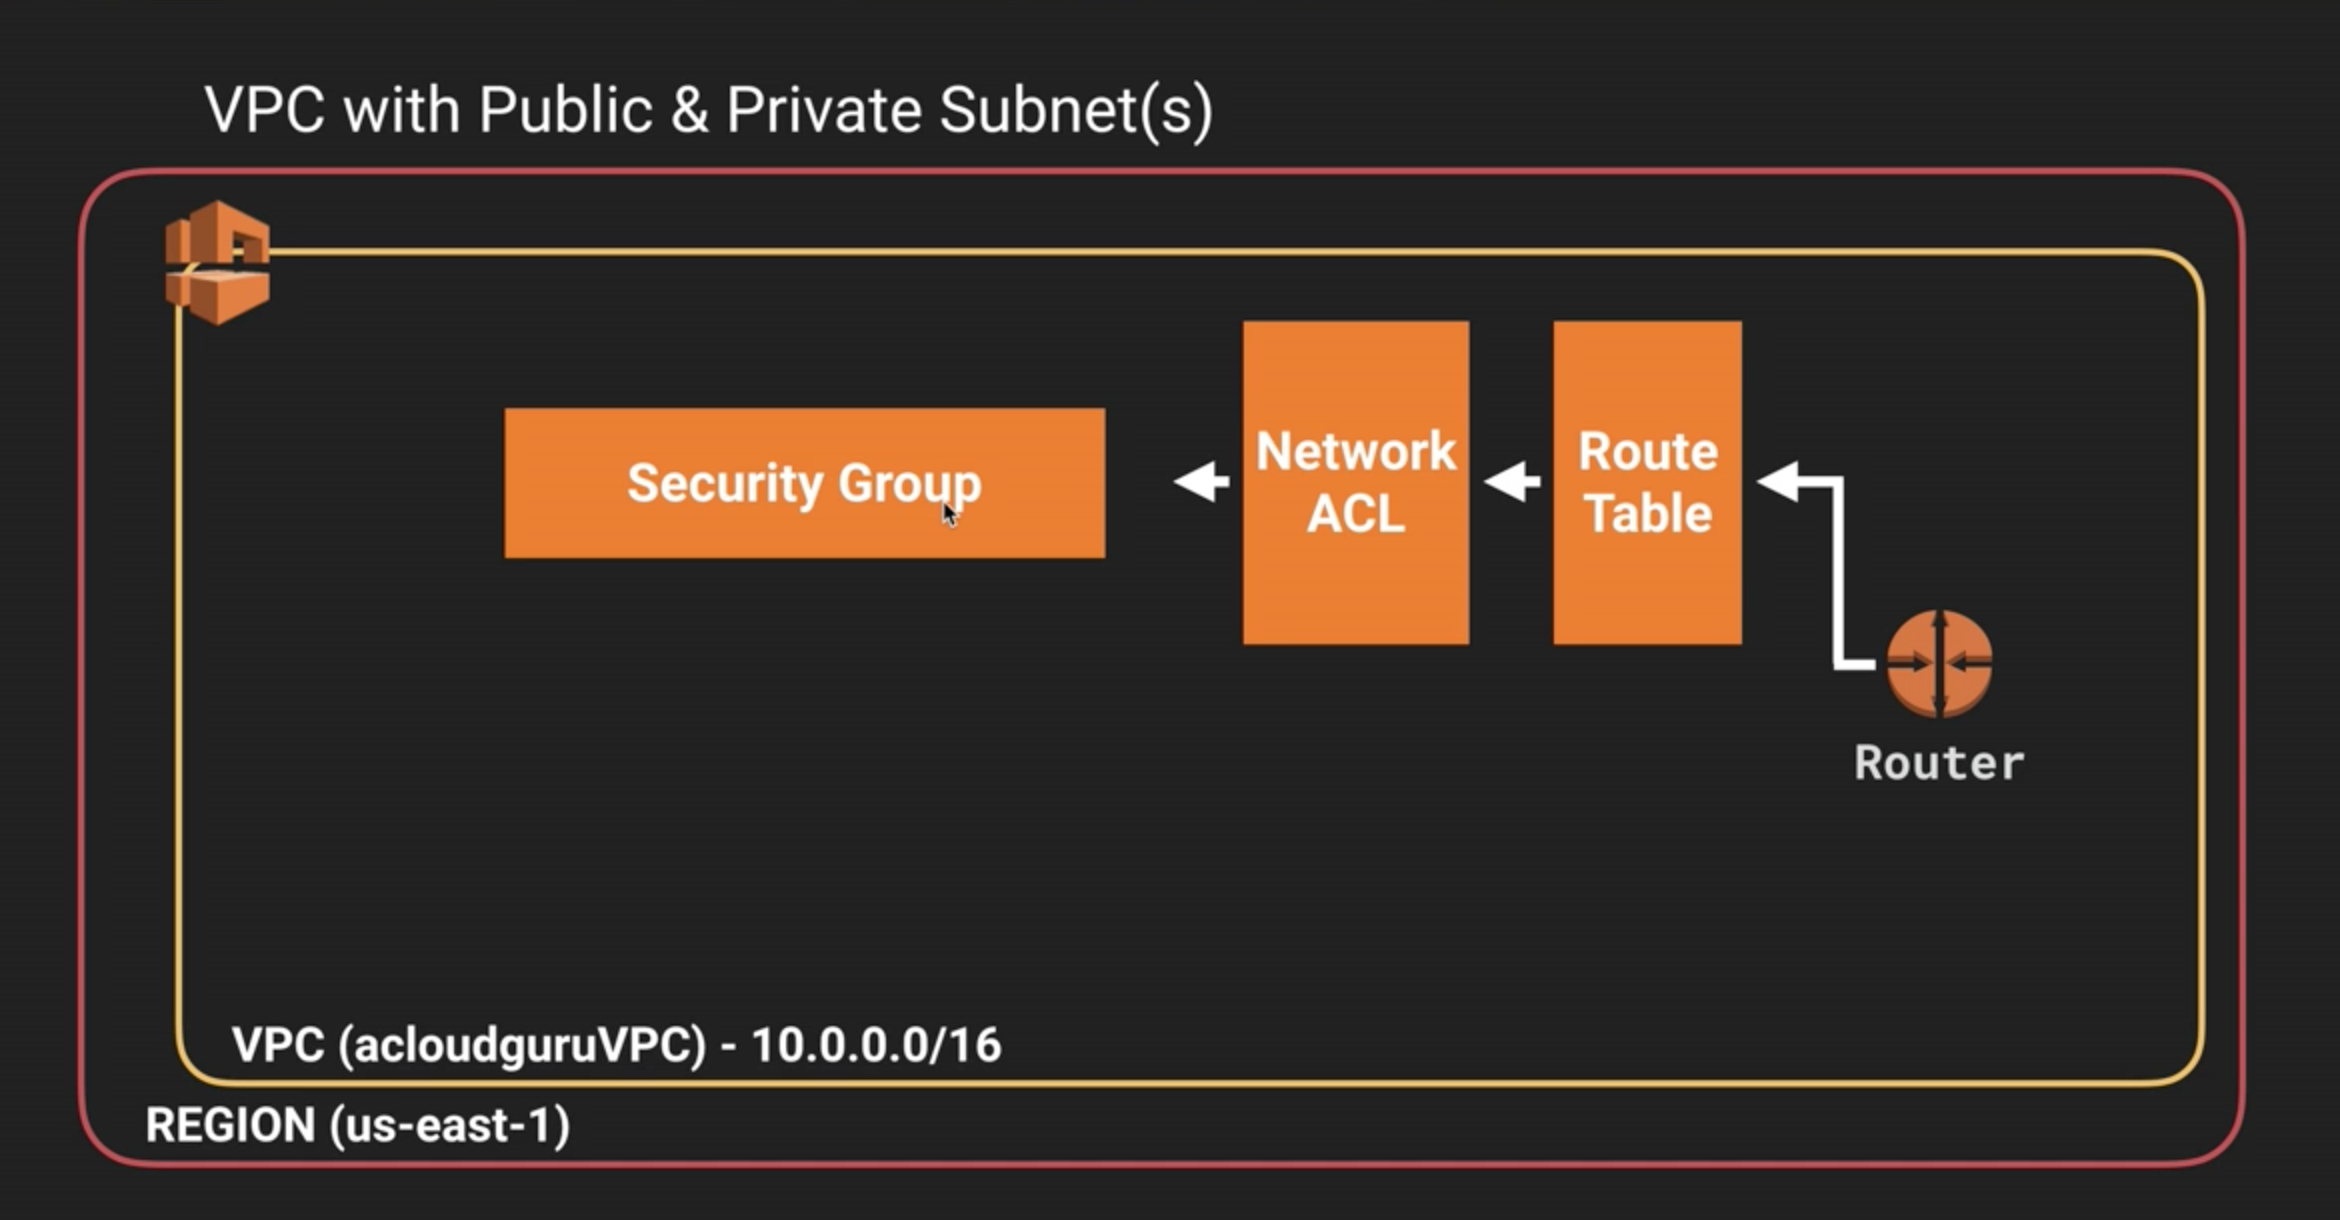 VPC with Public & Private Subnet(s)
Security Group
Network
ACL
Route
Table
Router
VPC (acloudguruVPC) - 10.0.0.0/16
REGION (us-east-1)